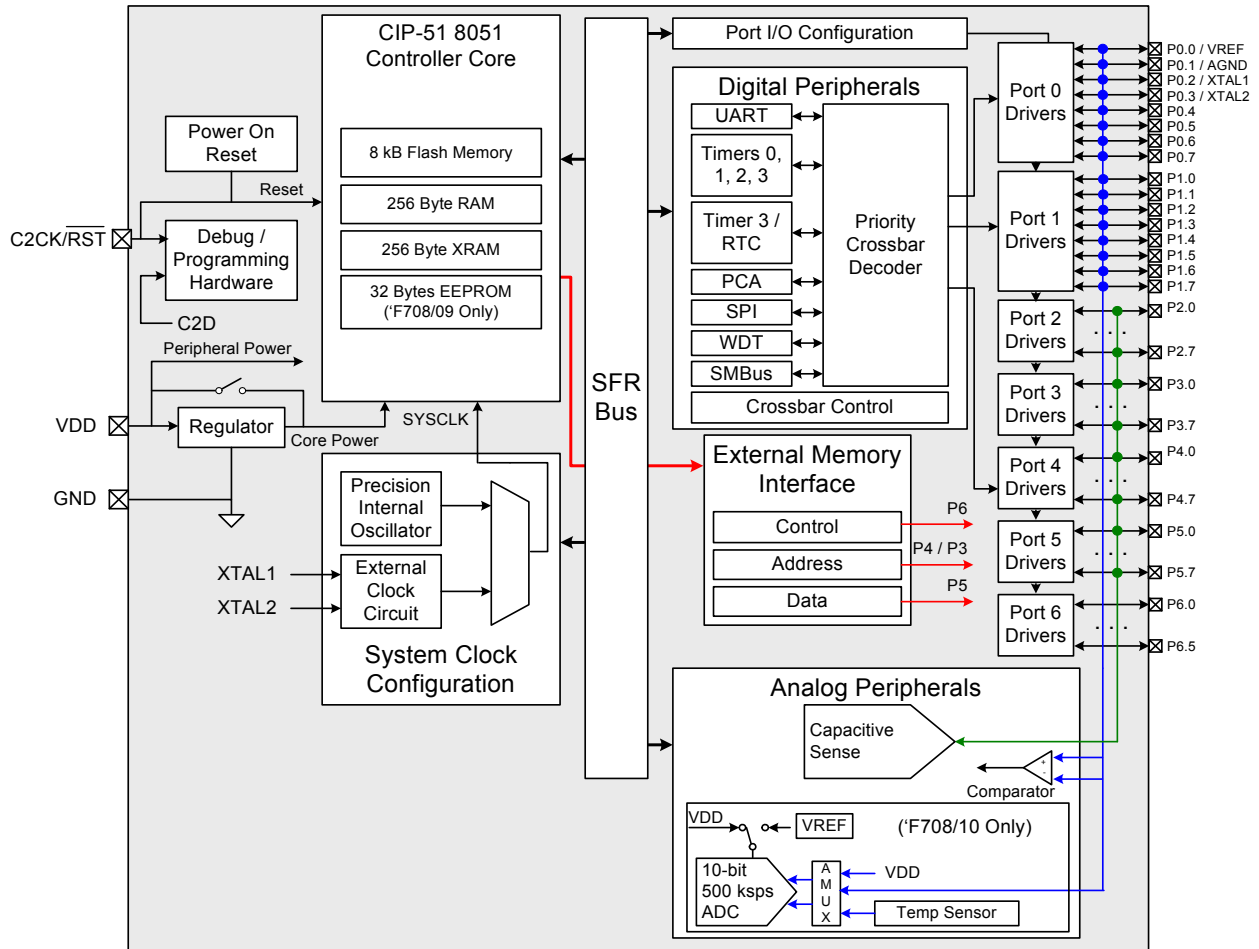 CIP-51 8051
Controller Core
8 kB Flash Memory
256 Byte RAM
256 Byte XRAM
32 Bytes EEPROM
(‘F708/09 Only)
Power On
Reset
Reset
C2CK/RST
Debug /
Programming
Hardware
C2D
Peripheral Power
VDD
Regulator
Core Power
GND
SYSCLK
Precision
Internal
Oscillator
XTAL1
XTAL2
External
Clock
Circuit
System Clock
Configuration
SFR
Bus
Port I/O Configuration
Digital Peripherals
UART
Timers 0,
1, 2, 3
Timer 3 /
RTC
PCA
SPI
WDT
SMBus
Priority
Crossbar
Decoder
Crossbar Control
External Memory
Interface
Control
Address
Data
P6
P4 / P3
P5
Port 0
Drivers
Port 1
Drivers
Port 2
Drivers
Port 3
Drivers
Port 4
Drivers
Port 5
Drivers
Port 6
Drivers
P0.0 / VREF
P0.1 / AGND
P0.2 / XTAL1
P0.3 / XTAL2
P0.4
P0.5
P0.6
P0.7
P1.0
P1.1
P1.2
P1.3
P1.4
P1.5
P1.6
P1.7
P2.0
. . . .
P2.7
P3.0
. . . .
P3.7
P4.0
. . . .
P4.7
P5.0
. . . .
P5.7
P6.0
. . . .
P6.5
Analog Peripherals
Capacitive
Sense
+
-
Comparator
VDD
VREF
(‘F708/10 Only)
10-bit
500 ksps
ADC
A
M
U
X
VDD
Temp Sensor